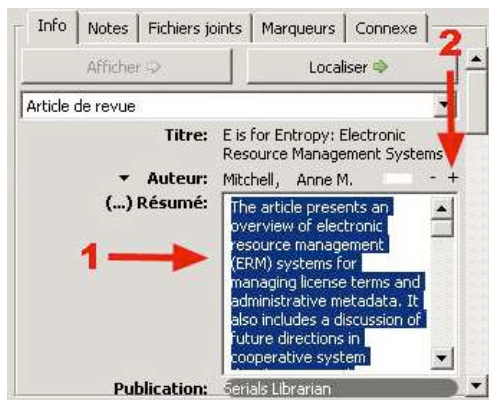 Info Notes Fichiers joints Marqueurs Connexe
2
Afficher Localiser
Article de revue
Titre: E is for Entropy: Electronic
Resource Management Systems
Auteur: Mitchell, Anne M. - +
(...) Résumé: The article presents an
overview of electronic
resource management
1 (ERM) systems for
managing license terms and
administrative metadata. It
also includes a discussion of
future directions in
cooperative system
Publication: Serials Librarian